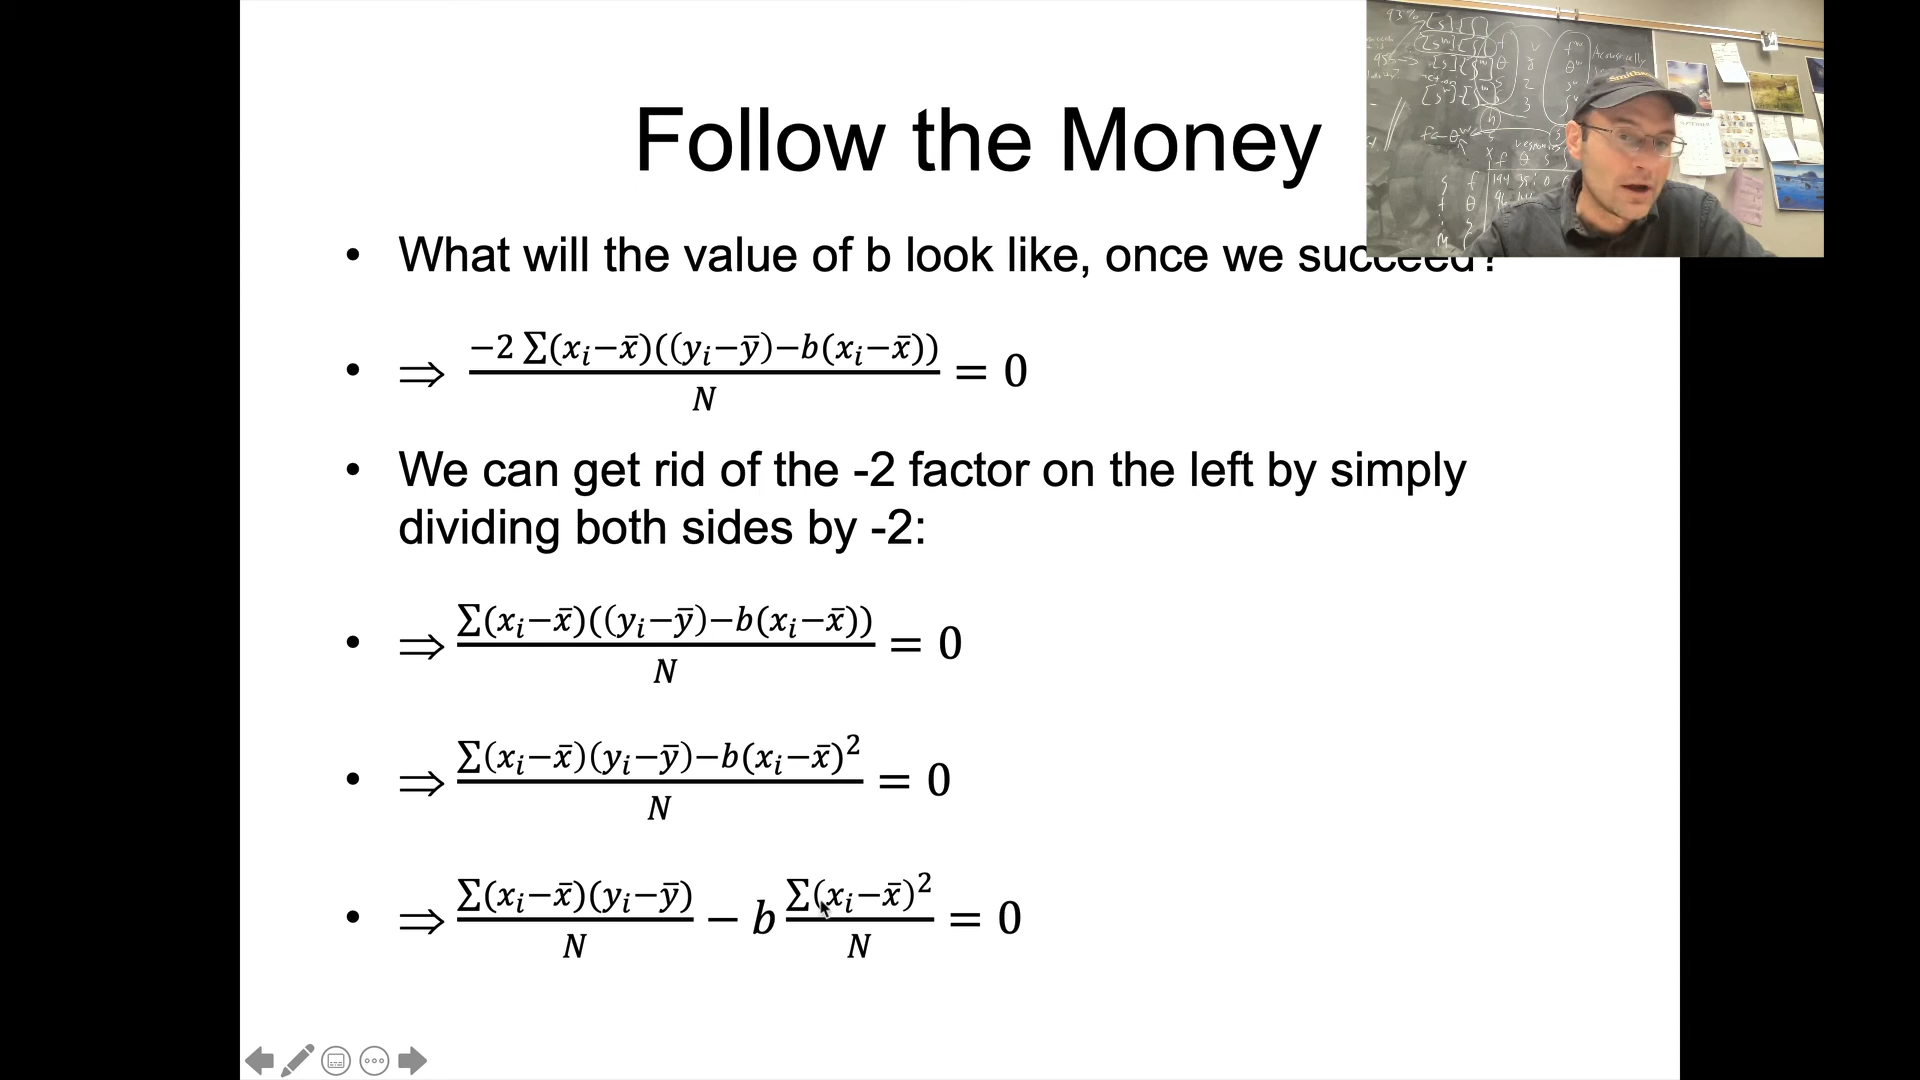 Follow the Money
• What will the value of b look like, once we succeed?
• ⇒ −2 ∑(xᵢ−x̄)((yᵢ−ȳ)−b(xᵢ−x̄)) / N = 0
• We can get rid of the -2 factor on the left by simply
dividing both sides by -2:
• ⇒ ∑(xᵢ−x̄)((yᵢ−ȳ)−b(xᵢ−x̄)) / N = 0
• ⇒ ∑(xᵢ−x̄)(yᵢ−ȳ)−b(xᵢ−x̄)² / N = 0
• ⇒ ∑(xᵢ−x̄)(yᵢ−ȳ) / N − b ∑(xᵢ−x̄)² / N = 0
93%
[s] [ʃ]
Acoustically